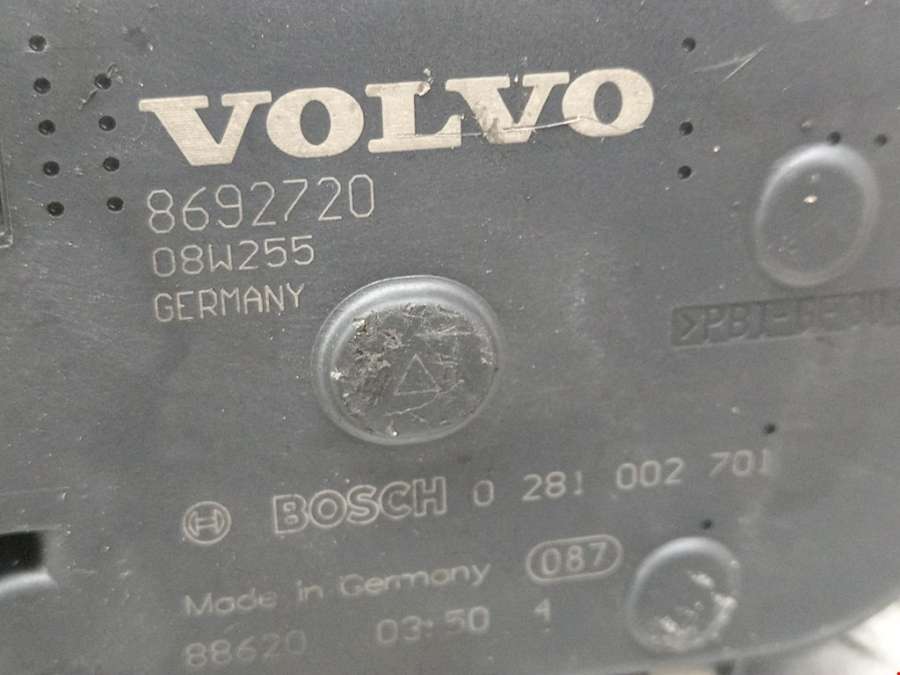 VOLVO
8692720
08W255
GERMANY
BOSCH 0 281 002 701
Made in Germany 087
88620 03:50 4